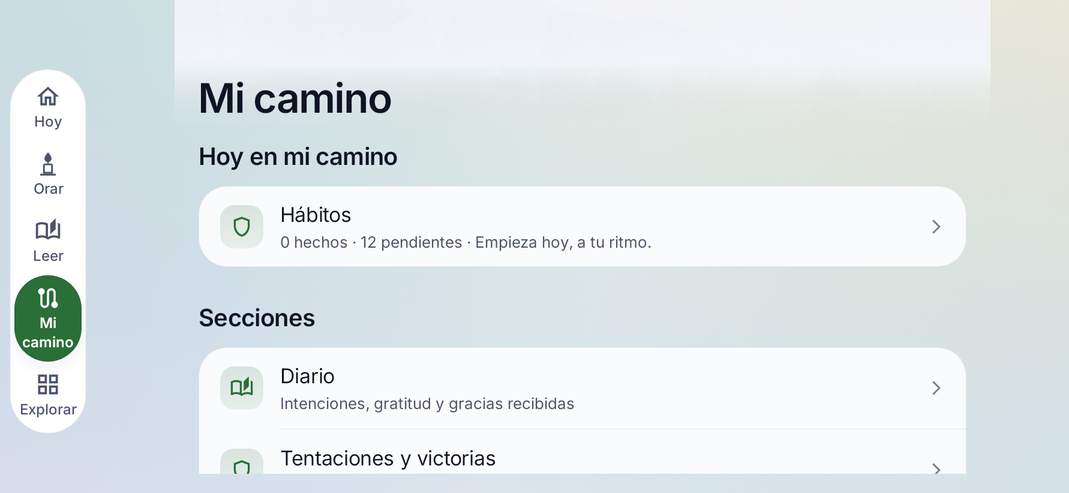 Hoy
Orar
Leer
Mi
camino
Explorar
Mi camino
Hoy en mi camino
Hábitos
0 hechos · 12 pendientes · Empieza hoy, a tu ritmo.
Secciones
Diario
Intenciones, gratitud y gracias recibidas
Tentaciones y victorias